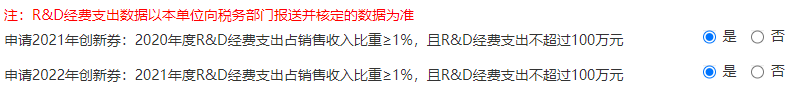 注：R&D经费支出数据以本单位向税务部门报送并核定的数据为准
申请2021年创新券：2020年度R&D经费支出占销售收入比重≥1%，且R&D经费支出不超过100万元 是 否
申请2022年创新券：2021年度R&D经费支出占销售收入比重≥1%，且R&D经费支出不超过100万元 是 否